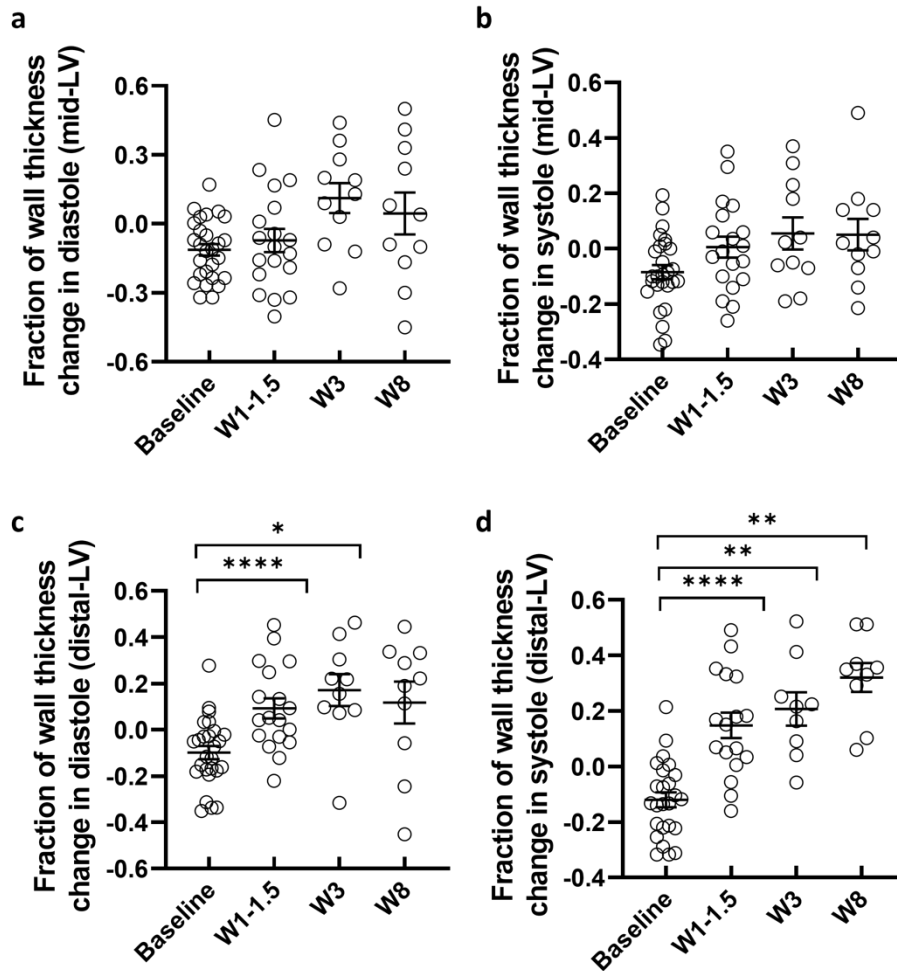 a
Fraction of wall thickness
change in diastole (mid-LV)
0.6
0.3
0.0
-0.3
-0.6
Baseline
W1-1.5
W3
W8
b
Fraction of wall thickness
change in systole (mid-LV)
0.6
0.4
0.2
0.0
-0.2
-0.4
Baseline
W1-1.5
W3
W8
c
Fraction of wall thickness
change in diastole (distal-LV)
*
****
0.6
0.4
0.2
0.0
-0.2
-0.4
-0.6
Baseline
W1-1.5
W3
W8
d
Fraction of wall thickness
change in systole (distal-LV)
**
**
****
0.6
0.4
0.2
0.0
-0.2
-0.4
Baseline
W1-1.5
W3
W8